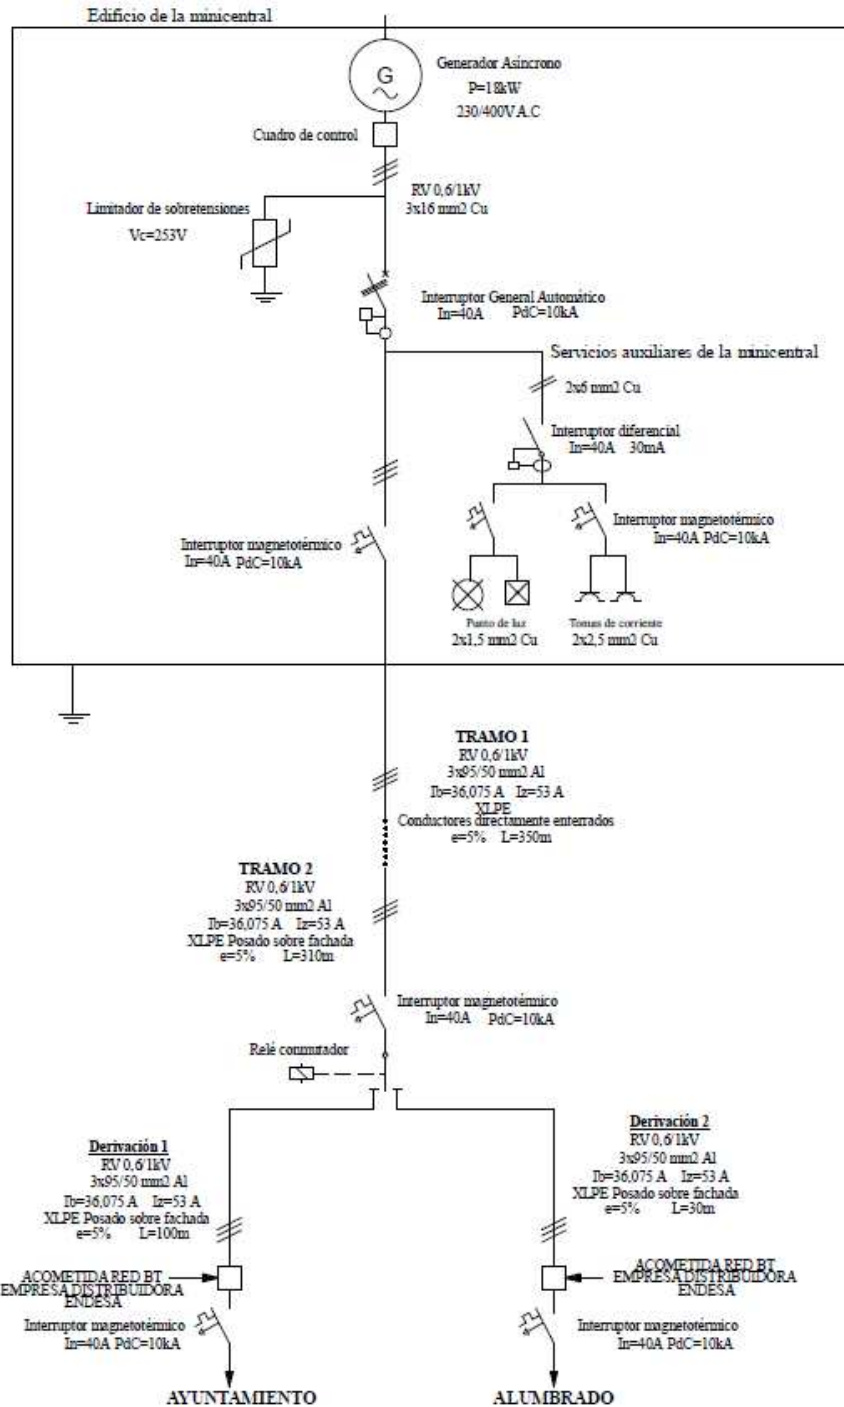 Edificio de la minicentral
G
Generador Asíncrono
P=18kW
230/400V A.C
Cuadro de control
RV 0,6/1kV
3x16 mm2 Cu
Limitador de sobretensiones
Vc=253V
Interruptor General Automático
In=40A PdC=10kA
Servicios auxiliares de la minicentral
2x6 mm2 Cu
Interruptor diferencial
In=40A 30mA
Interruptor magnetotérmico
In=40A PdC=10kA
Interruptor magnetotérmico
In=40A PdC=10kA
Punto de luz
2x1,5 mm2 Cu
Tomas de corriente
2x2,5 mm2 Cu
TRAMO 1
RV 0,6/1kV
3x95/50 mm2 Al
Ib=36,075 A Iz=53 A
XLPE
Conductores directamente enterrados
e=5% L=350m
TRAMO 2
RV 0,6/1kV
3x95/50 mm2 Al
Ib=36,075 A Iz=53 A
XLPE Posado sobre fachada
e=5% L=310m
Interruptor magnetotérmico
In=40A PdC=10kA
Relé conmutador
Derivación 1
RV 0,6/1kV
3x95/50 mm2 Al
Ib=36,075 A Iz=53 A
XLPE Posado sobre fachada
e=5% L=100m
Derivación 2
RV 0,6/1kV
3x95/50 mm2 Al
Ib=36,075 A Iz=53 A
XLPE Posado sobre fachada
e=5% L=30m
ACOMETIDA RED BT
EMPRESA DISTRIBUIDORA
ENDESA
ACOMETIDA RED BT
EMPRESA DISTRIBUIDORA
ENDESA
Interruptor magnetotérmico
In=40A PdC=10kA
Interruptor magnetotérmico
In=40A PdC=10kA
AYUNTAMIENTO
ALUMBRADO